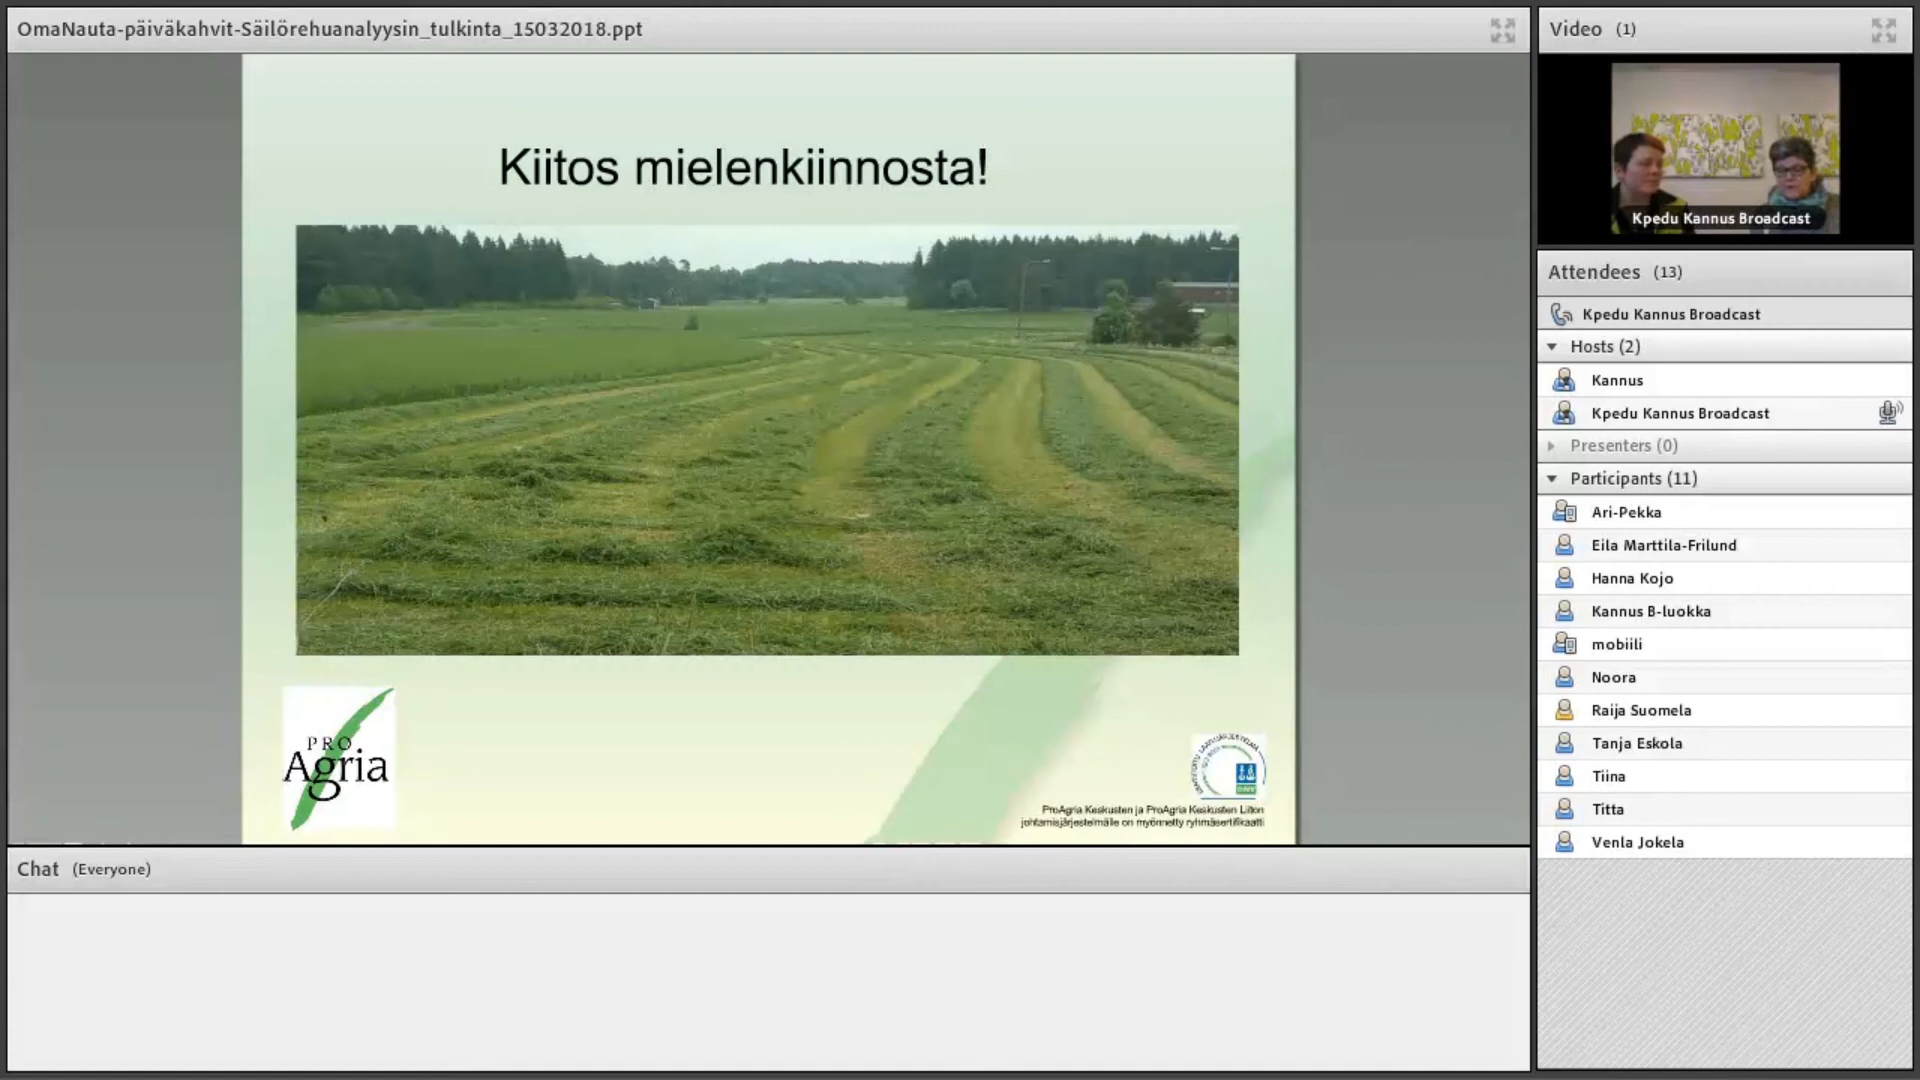 OmaNauta-päiväkahvit-Säilörehuanalyysin_tulkinta_15032018.ppt
Kiitos mielenkiinnosta!
PRO
Agria
ProAgria Keskusten ja ProAgria Keskusten Liiton
johtamisjärjestelmälle on myönnetty ryhmäsertifikaatti
Chat (Everyone)
Video (1)
Kpedu Kannus Broadcast
Attendees (13)
Kpedu Kannus Broadcast
Hosts (2)
Kannus
Kpedu Kannus Broadcast
Presenters (0)
Participants (11)
Ari-Pekka
Eila Marttila-Frilund
Hanna Kojo
Kannus B-luokka
mobiili
Noora
Raija Suomela
Tanja Eskola
Tiina
Titta
Venla Jokela